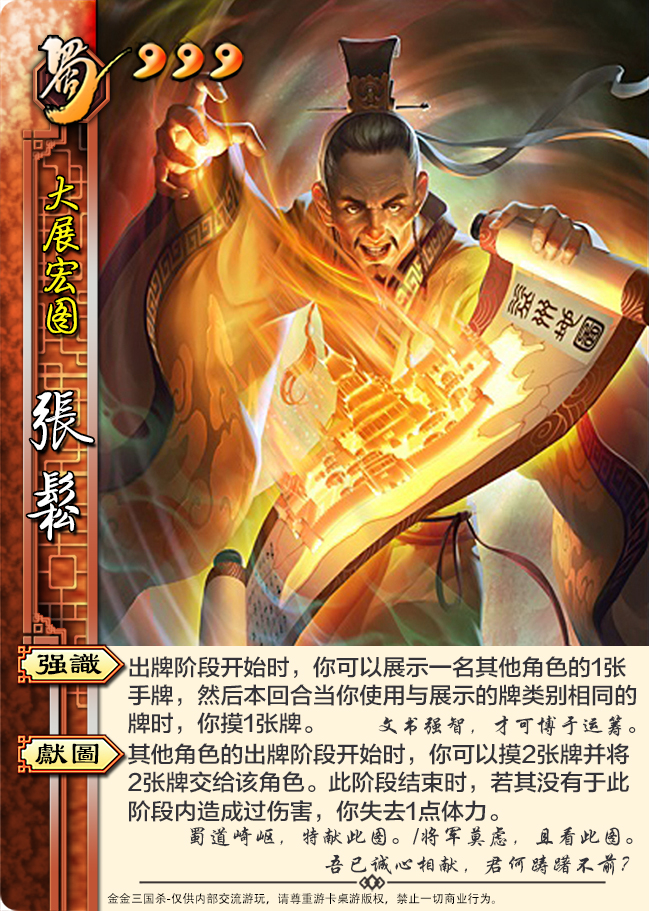 蜀
大展宏图
張鬆
强識
出牌阶段开始时，你可以展示一名其他角色的1张
手牌，然后本回合当你使用与展示的牌类别相同的
牌时，你摸1张牌。 文书强智，才可博于运筹。
獻圖
其他角色的出牌阶段开始时，你可以摸2张牌并将
2张牌交给该角色。此阶段结束时，若其没有于此
阶段内造成过伤害，你失去1点体力。
蜀道崎岖，特献此图。/将军莫虑，且看此图。
吾已诚心相献，君何踌躇不前？
金金三国杀-仅供内部交流游玩，请尊重游卡桌游版权，禁止一切商业行为。